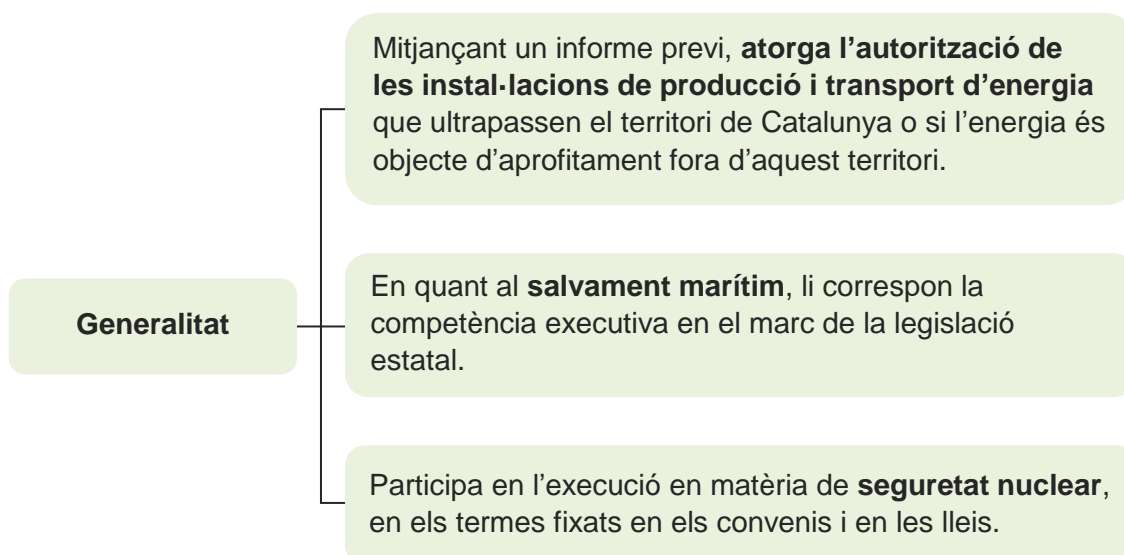 Mitjançant un informe previ, atorga l’autorització de
les instal·lacions de producció i transport d’energia
que ultrapassen el territori de Catalunya o si l’energia és
objecte d’aprofitament fora d’aquest territori.
Generalitat
En quant al salvament marítim, li correspon la
competència executiva en el marc de la legislació
estatal.
Participa en l’execució en matèria de seguretat nuclear,
en els termes fixats en els convenis i en les lleis.